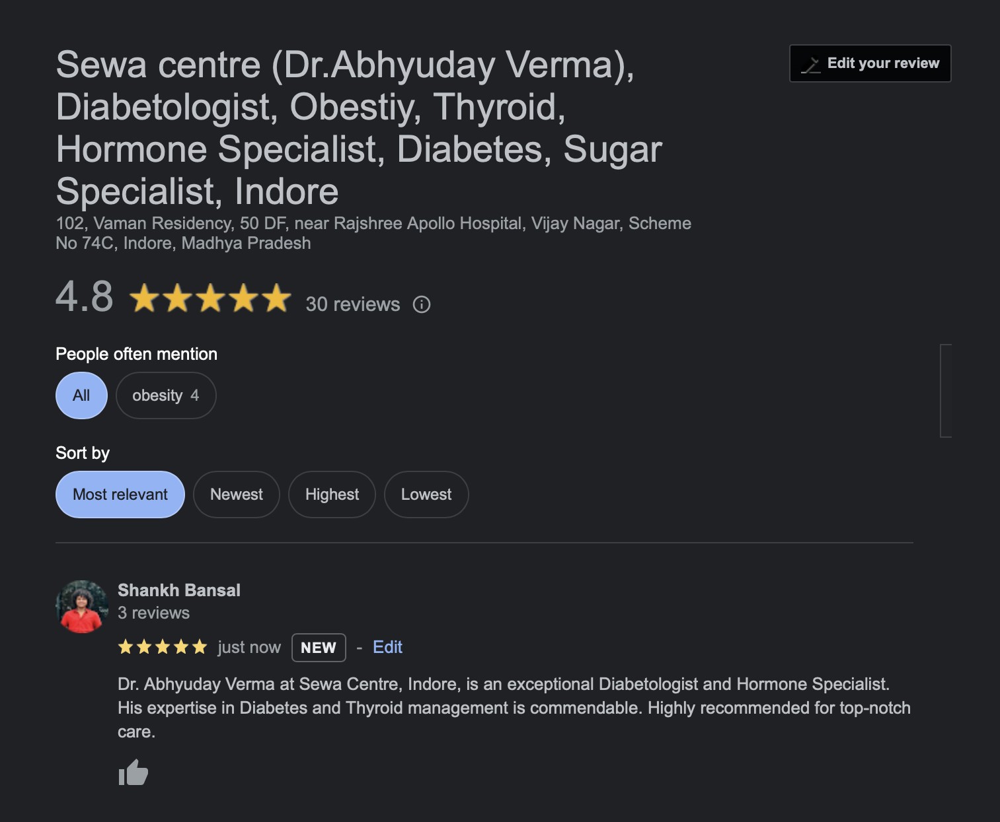 Sewa centre (Dr.Abhyuday Verma),
Diabetologist, Obestiy, Thyroid,
Hormone Specialist, Diabetes, Sugar
Specialist, Indore
Edit your review
102, Vaman Residency, 50 DF, near Rajshree Apollo Hospital, Vijay Nagar, Scheme
No 74C, Indore, Madhya Pradesh
4.8 30 reviews
People often mention
All obesity 4
Sort by
Most relevant Newest Highest Lowest
Shankh Bansal
3 reviews
just now NEW - Edit
Dr. Abhyuday Verma at Sewa Centre, Indore, is an exceptional Diabetologist and Hormone Specialist.
His expertise in Diabetes and Thyroid management is commendable. Highly recommended for top-notch
care.